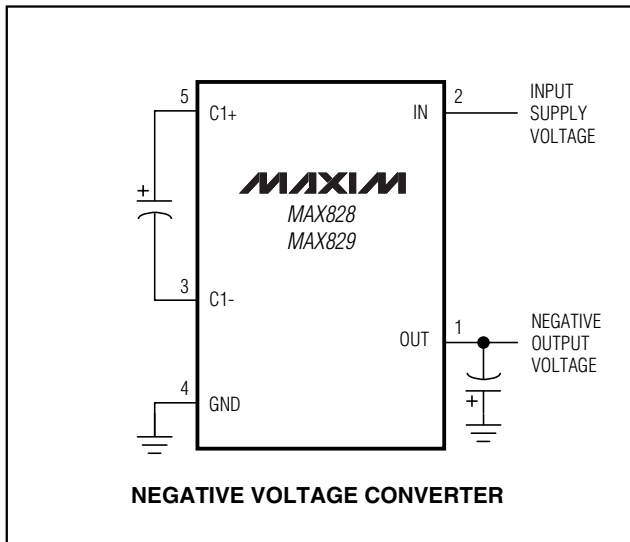 5
C1+
IN
2
INPUT
SUPPLY
VOLTAGE
MAXIM
MAX828
MAX829
+
3
C1-
OUT
1
NEGATIVE
OUTPUT
VOLTAGE
4
GND
+
NEGATIVE VOLTAGE CONVERTER